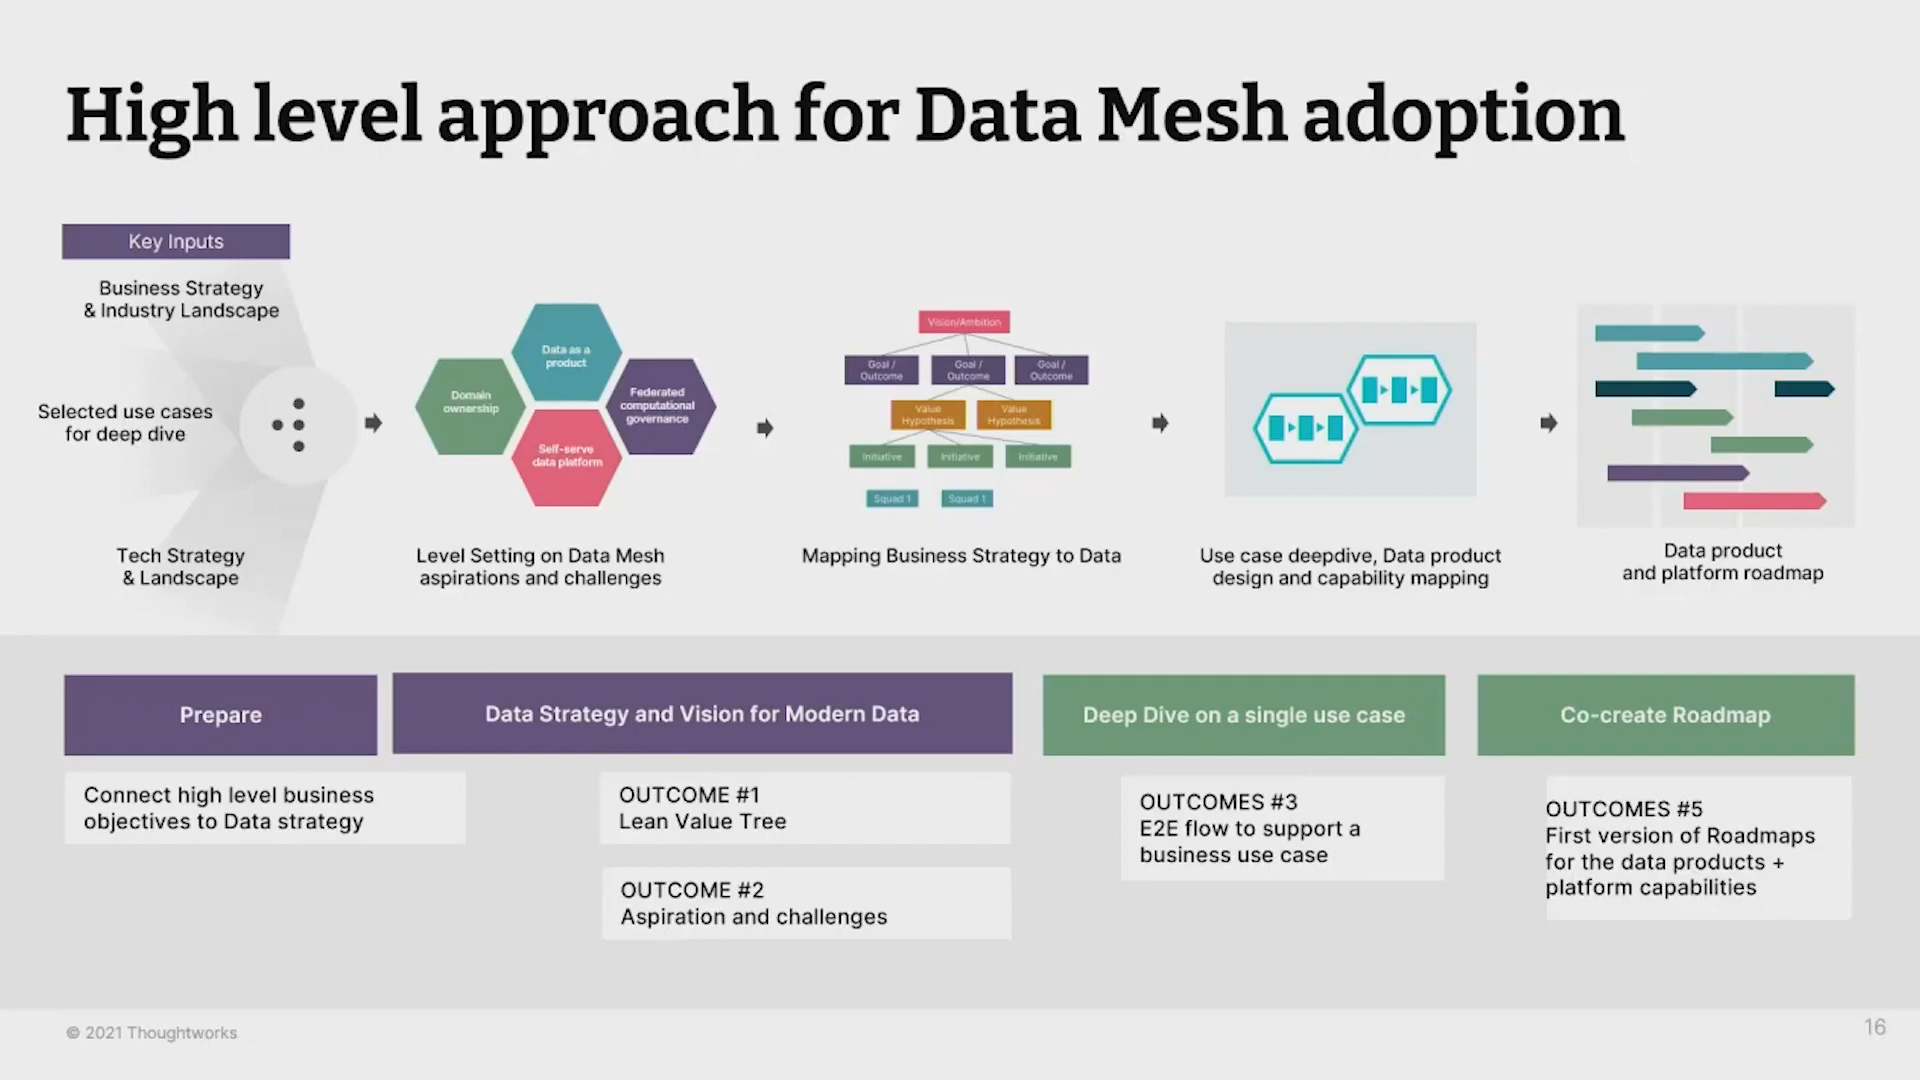 High level approach for Data Mesh adoption
Key Inputs
Business Strategy
& Industry Landscape
Selected use cases
for deep dive
Tech Strategy
& Landscape
Data as a
product
Domain
ownership
Federated
computational
governance
Self-serve
data platform
Level Setting on Data Mesh
aspirations and challenges
Vision/Ambition
Goal /
Outcome
Goal /
Outcome
Goal /
Outcome
Value
Hypothesis
Value
Hypothesis
Initiative
Initiative
Initiative
Squad 1
Squad 1
Mapping Business Strategy to Data
Use case deepdive, Data product
design and capability mapping
Data product
and platform roadmap
Prepare
Connect high level business
objectives to Data strategy
Data Strategy and Vision for Modern Data
OUTCOME #1
Lean Value Tree
OUTCOME #2
Aspiration and challenges
Deep Dive on a single use case
OUTCOMES #3
E2E flow to support a
business use case
Co-create Roadmap
OUTCOMES #5
First version of Roadmaps
for the data products +
platform capabilities
© 2021 Thoughtworks
16